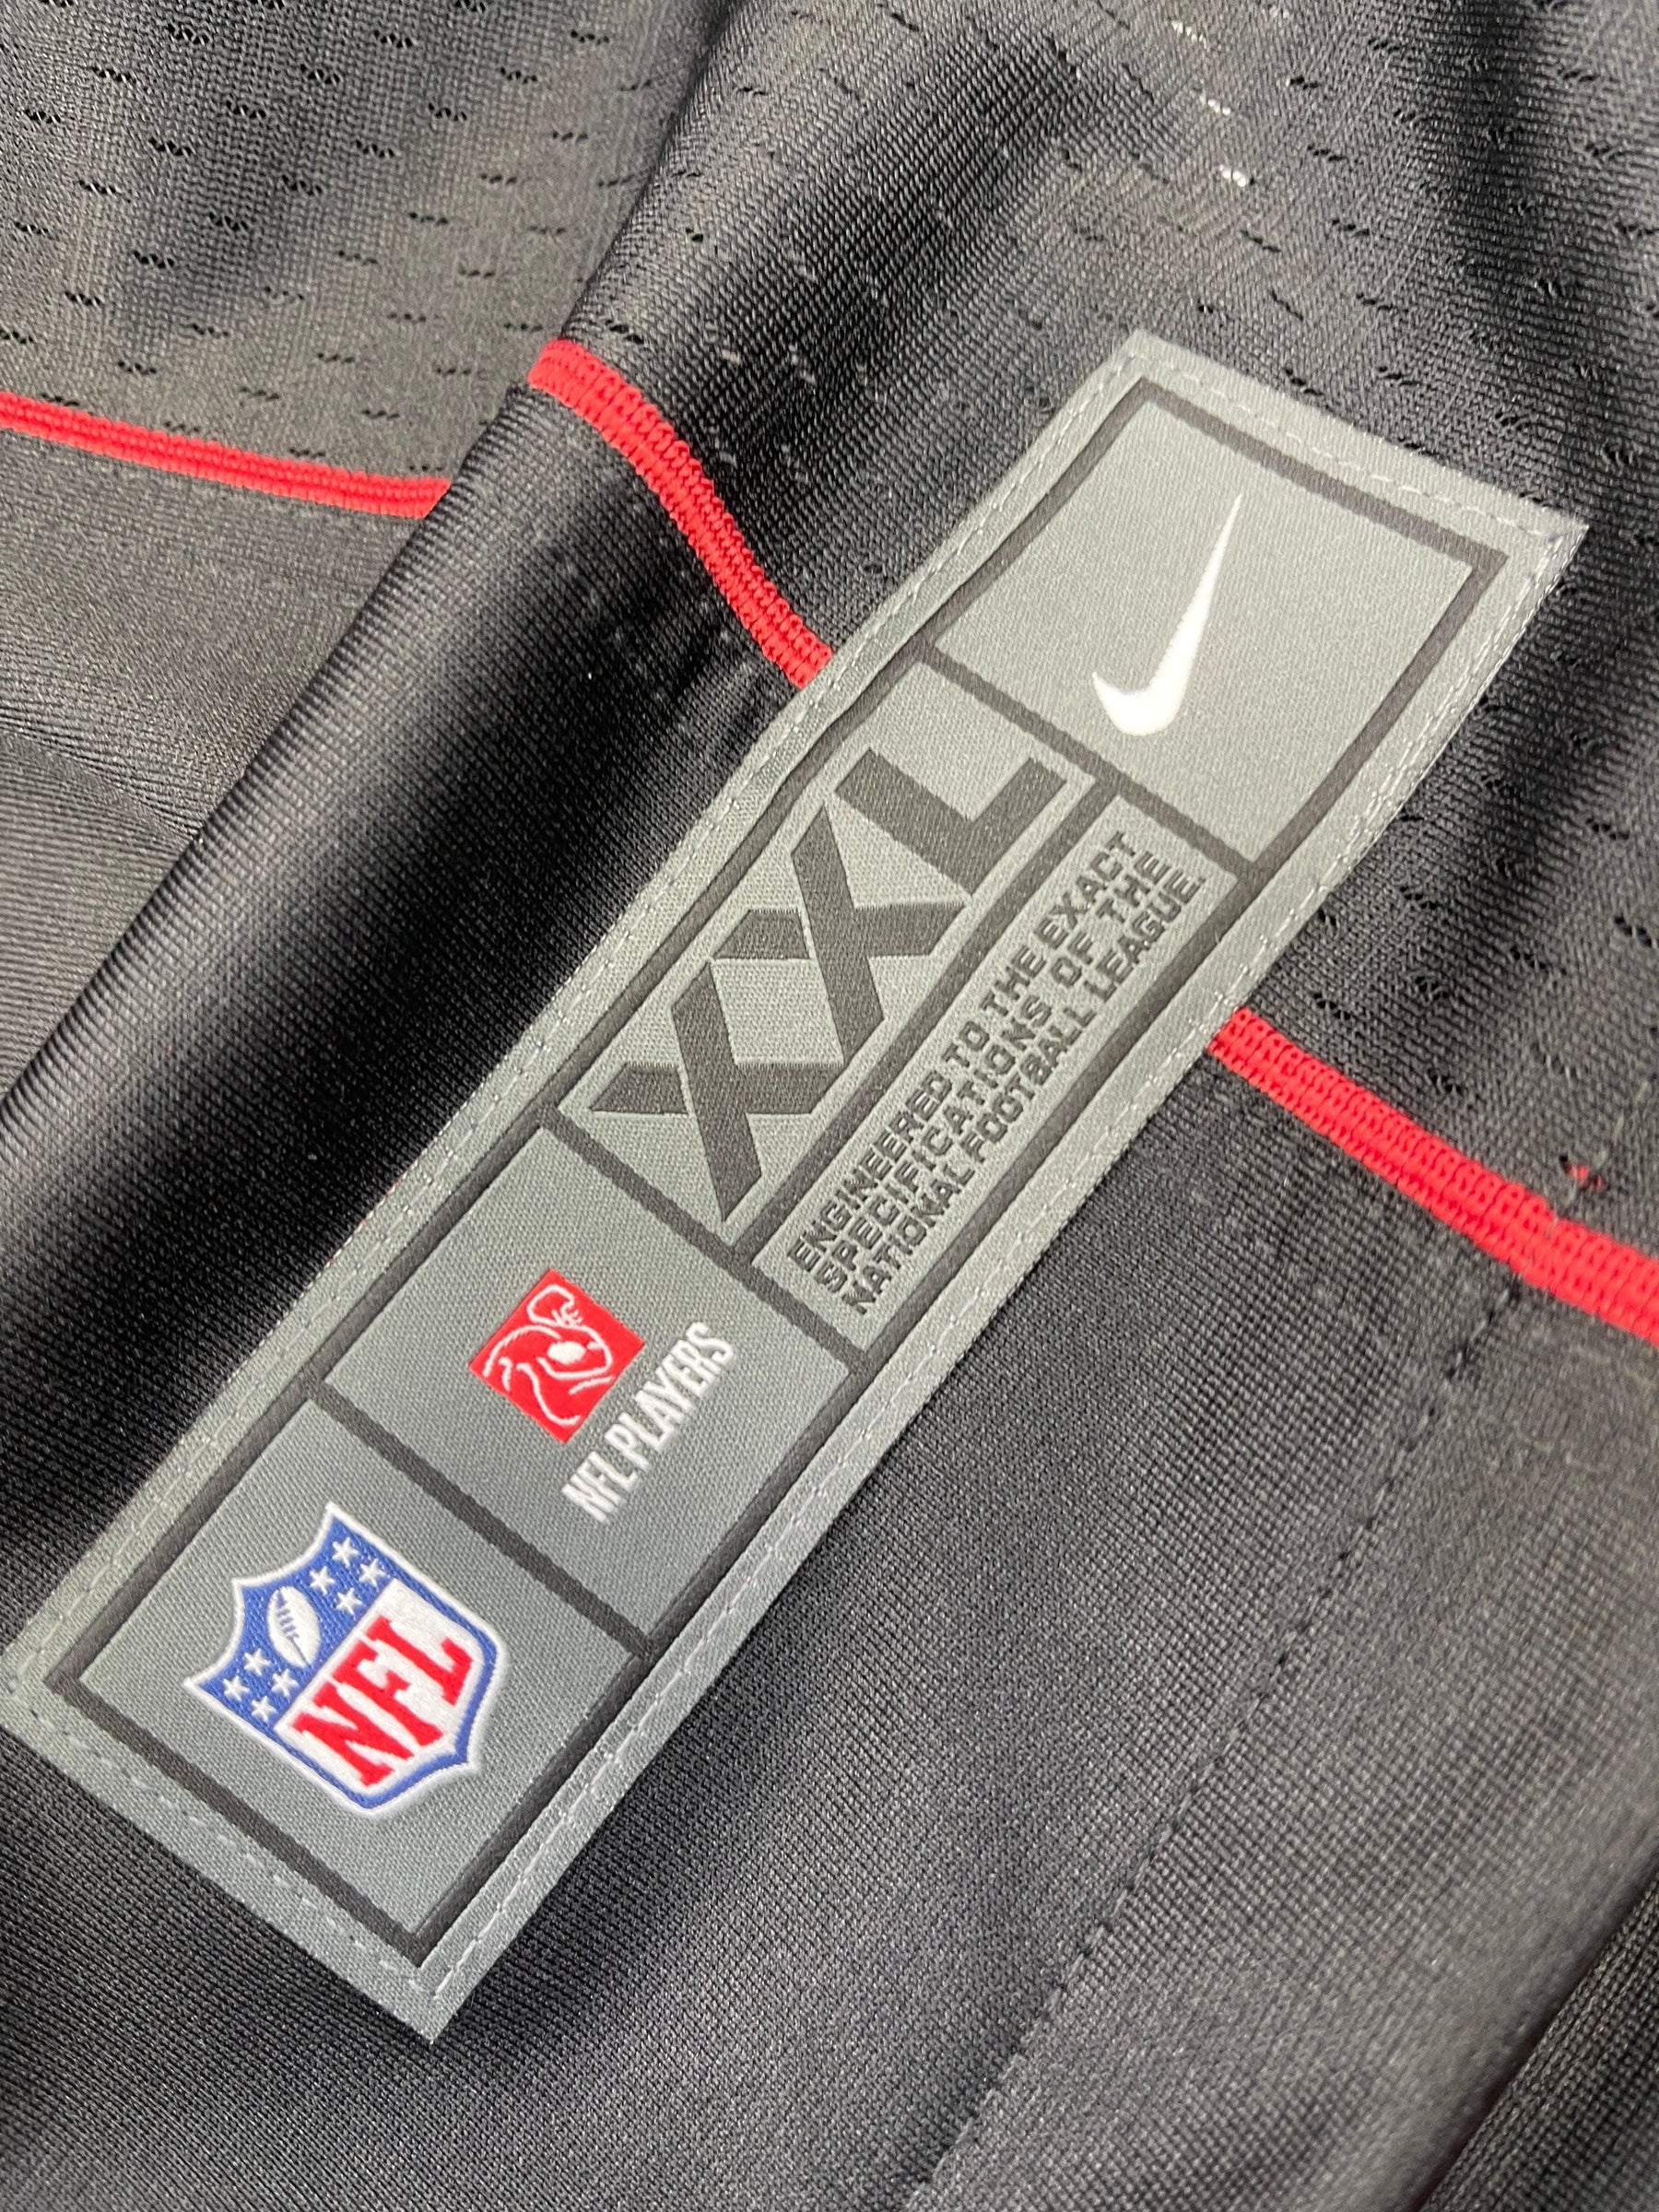 XXL
ENGINEERED TO THE EXACT
SPECIFICATIONS OF THE
NATIONAL FOOTBALL LEAGUE.
NFL PLAYERS
NFL